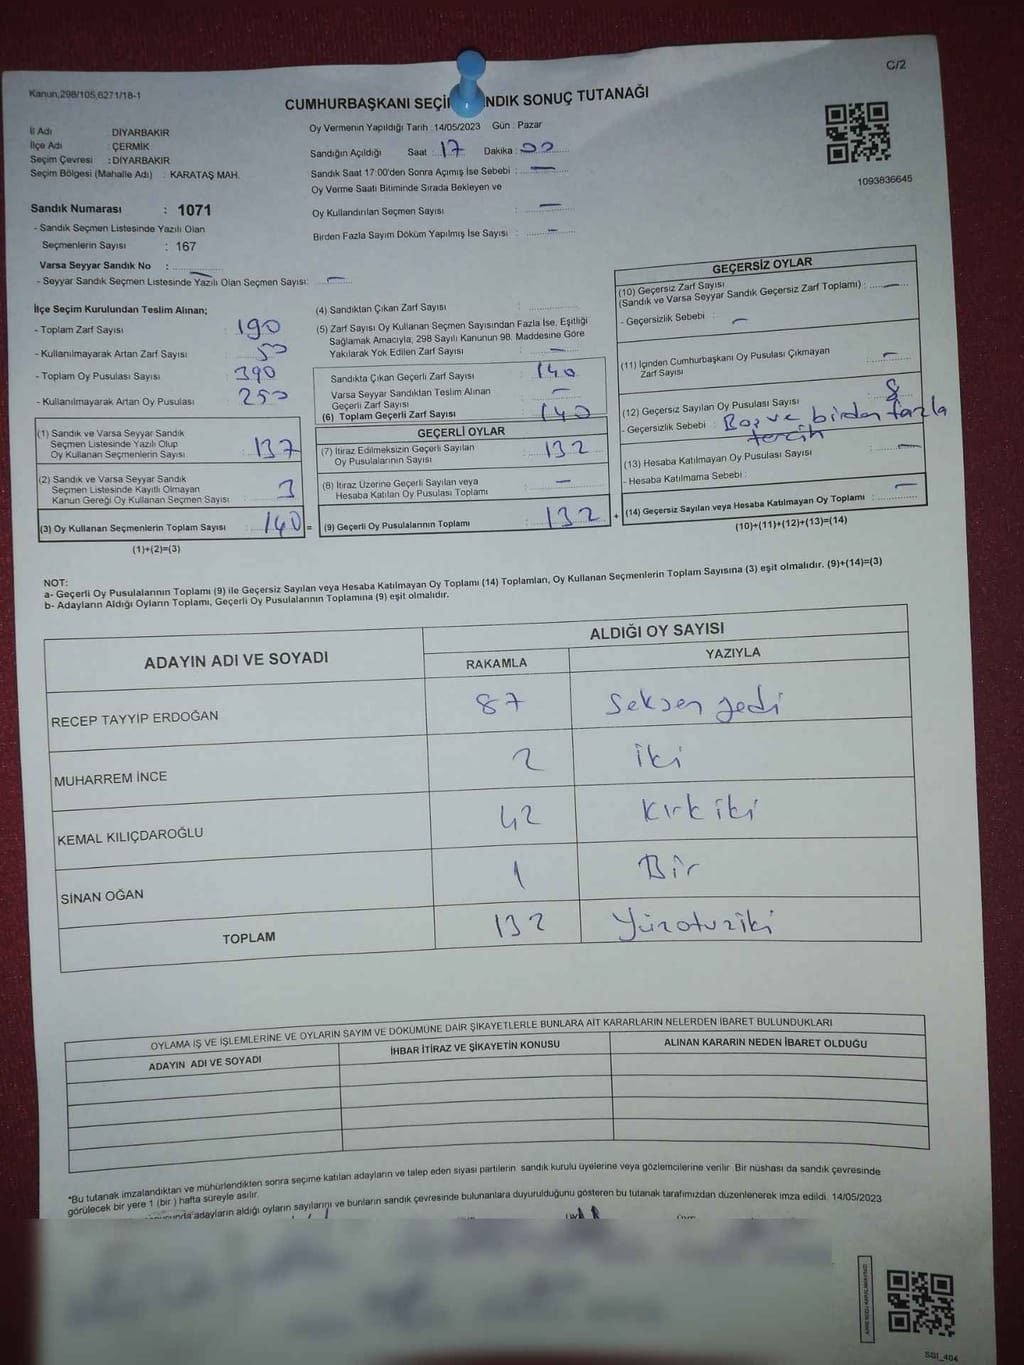 C/2
Kanun,298/105,6271/18-1
CUMHURBAŞKANI SEÇİ NDIK SONUÇ TUTANAĞI
İl Adı DİYARBAKIR
İlçe Adı : ÇERMİK
Seçim Çevresi : DİYARBAKIR
Seçim Bölgesi (Mahalle Adı) : KARATAŞ MAH.
Oy Vermenin Yapıldığı Tarih : 14/05/2023 Gün : Pazar
Sandığın Açıldığı Saat : 17 Dakika : 00
Sandık Saat 17:00'den Sonra Açımış İse Sebebi : —
Oy Verme Saati Bitiminde Sırada Bekleyen ve
Oy Kullandırılan Seçmen Sayısı : —
Birden Fazla Sayım Döküm Yapılmış İse Sayısı : —
1093836645
Sandık Numarası : 1071
- Sandık Seçmen Listesinde Yazılı Olan
Seçmenlerin Sayısı : 167
Varsa Seyyar Sandık No : —
- Seyyar Sandık Seçmen Listesinde Yazılı Olan Seçmen Sayısı: —
İlçe Seçim Kurulundan Teslim Alınan;
- Toplam Zarf Sayısı : 190
- Kullanılmayarak Artan Zarf Sayısı : 50
- Toplam Oy Pusulası Sayısı : 390
- Kullanılmayarak Artan Oy Pusulası : 250
(1) Sandık ve Varsa Seyyar Sandık
Seçmen Listesinde Yazılı Olup
Oy Kullanan Seçmenlerin Sayısı : 137
(2) Sandık ve Varsa Seyyar Sandık
Seçmen Listesinde Kayıtlı Olmayan
Kanun Gereği Oy Kullanan Seçmen Sayısı : 3
(3) Oy Kullanan Seçmenlerin Toplam Sayısı : 140 =
(1)+(2)=(3)
(4) Sandıktan Çıkan Zarf Sayısı :
(5) Zarf Sayısı Oy Kullanan Seçmen Sayısından Fazla İse, Eşitliği
Sağlamak Amacıyla, 298 Sayılı Kanunun 98. Maddesine Göre
Yakılarak Yok Edilen Zarf Sayısı : —
Sandıkta Çıkan Geçerli Zarf Sayısı : 140
Varsa Seyyar Sandıktan Teslim Alınan
Geçerli Zarf Sayısı : —
(6) Toplam Geçerli Zarf Sayısı : 140
GEÇERLİ OYLAR
(7) İtiraz Edilmeksizin Geçerli Sayılan
Oy Pusulalarının Sayısı : 132
(8) İtiraz Üzerine Geçerli Sayılan veya
Hesaba Katılan Oy Pusulası Toplamı : —
(9) Geçerli Oy Pusulalarının Toplamı : 132 +
GEÇERSİZ OYLAR
(10) Geçersiz Zarf Sayısı
(Sandık ve Varsa Seyyar Sandık Geçersiz Zarf Toplamı) : —
- Geçersizlik Sebebi : —
(11) İçinden Cumhurbaşkanı Oy Pusulası Çıkmayan
Zarf Sayısı : —
(12) Geçersiz Sayılan Oy Pusulası Sayısı : 8
- Geçersizlik Sebebi : Boş ve birden fazla
tercih
(13) Hesaba Katılmayan Oy Pusulası Sayısı : —
- Hesaba Katılmama Sebebi :
(14) Geçersiz Sayılan veya Hesaba Katılmayan Oy Toplamı : —
(10)+(11)+(12)+(13)=(14)
NOT:
a- Geçerli Oy Pusulalarının Toplamı (9) ile Geçersiz Sayılan veya Hesaba Katılmayan Oy Toplamı (14) Toplamları, Oy Kullanan Seçmenlerin Toplam Sayısına (3) eşit olmalıdır. (9)+(14)=(3)
b- Adayların Aldığı Oyların Toplamı, Geçerli Oy Pusulalarının Toplamına (9) eşit olmalıdır.
ADAYIN ADI VE SOYADI ALDIĞI OY SAYISI
RAKAMLA YAZIYLA
RECEP TAYYİP ERDOĞAN 87 Seksen yedi
MUHARREM İNCE 2 iki
KEMAL KILIÇDAROĞLU 42 kırk iki
SİNAN OĞAN 1 Bir
TOPLAM 132 Yüzotuziki
OYLAMA İŞ VE İŞLEMLERİNE VE OYLARIN SAYIM VE DÖKÜMÜNE DAİR ŞİKAYETLERLE BUNLARA AİT KARARLARIN NELERDEN İBARET BULUNDUKLARI
ADAYIN ADI VE SOYADI İHBAR İTİRAZ VE ŞİKAYETİN KONUSU ALINAN KARARIN NEDEN İBARET OLDUĞU
*Bu tutanak imzalandıktan ve mühürlendikten sonra seçime katılan adayların ve talep eden siyasi partilerin sandık kurulu üyelerine veya gözlemcilerine verilir. Bir nüshası da sandık çevresinde
görülecek bir yere 1 (bir ) hafta süreyle asılır.
adayların aldığı oyların sayılarını ve bunların sandık çevresinde bulunanlara duyurulduğunu gösteren bu tutanak tarafımızdan düzenlenerek imza edildi. 14/05/2023
SSI_404